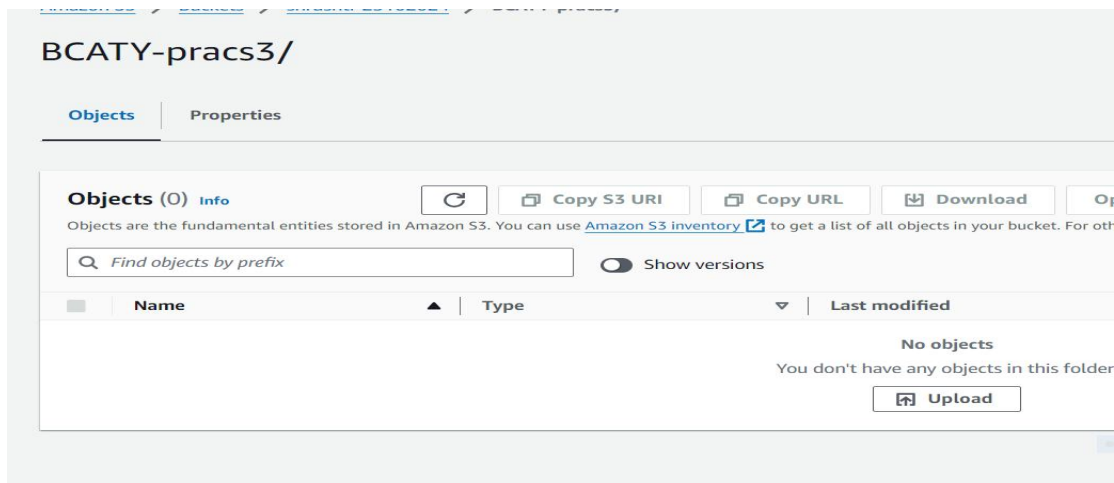 BCATY-pracs3/
Objects Properties
Objects (0) Info Copy S3 URI Copy URL Download
Objects are the fundamental entities stored in Amazon S3. You can use Amazon S3 inventory to get a list of all objects in your bucket. For
Find objects by prefix Show versions
Name Type Last modified
No objects
You don't have any objects in this folder
Upload